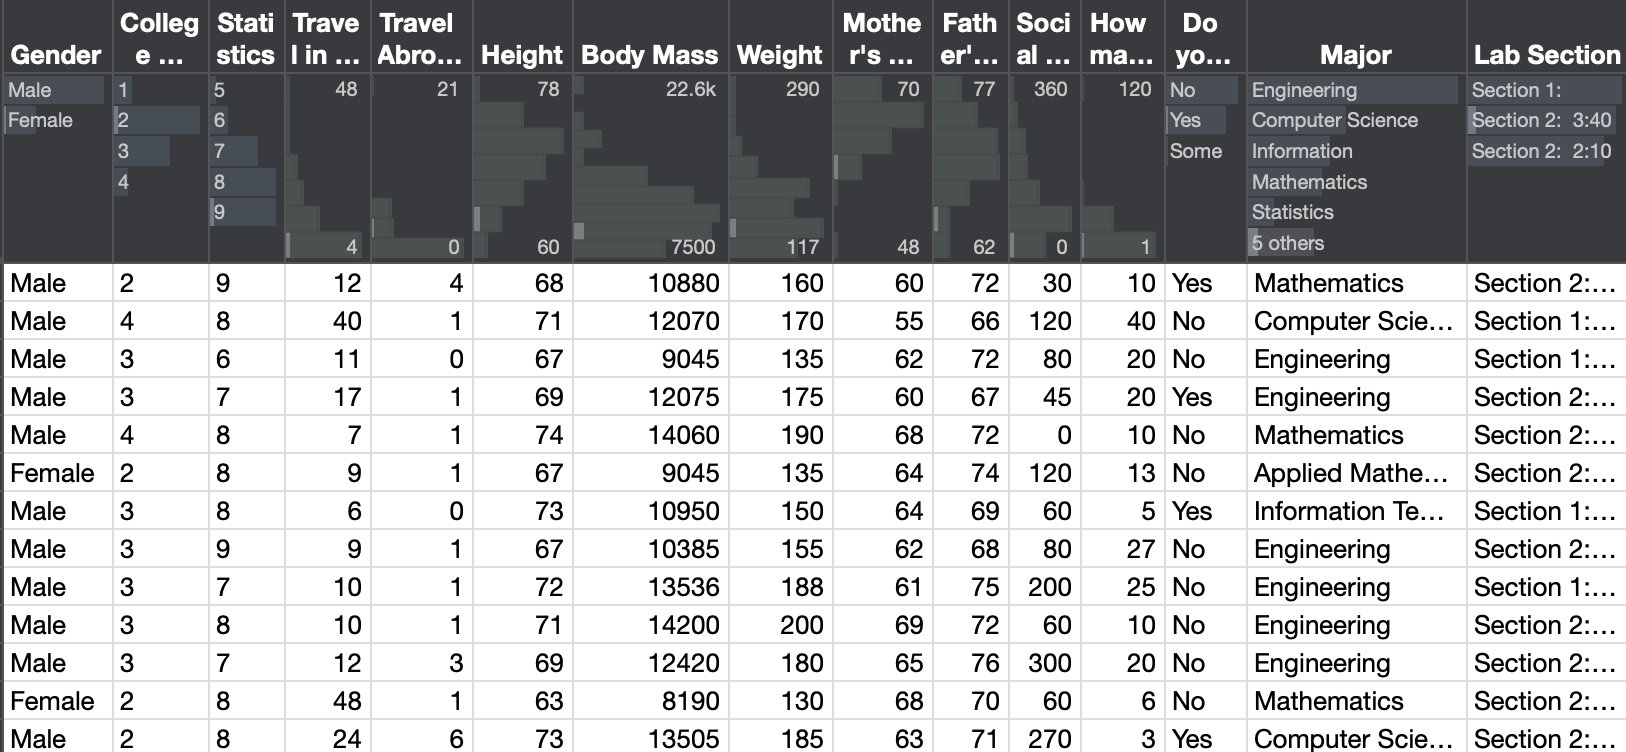 Gender Colleg e ... Stati stics Trave l in ... Travel Abro... Height Body Mass Weight Mothe r's ... Fath er'... Soci al ... How ma... Do yo... Major Lab Section
Male 1 5 48 21 78 22.6k 290 70 77 360 120 No Engineering Section 1:
Female 2 6 Yes Computer Science Section 2: 3:40
3 7 Some Information Section 2: 2:10
4 8 Mathematics
9 Statistics
4 0 60 7500 117 48 62 0 1 5 others
Male 2 9 12 4 68 10880 160 60 72 30 10 Yes Mathematics Section 2:...
Male 4 8 40 1 71 12070 170 55 66 120 40 No Computer Scie... Section 1:...
Male 3 6 11 0 67 9045 135 62 72 80 20 No Engineering Section 1:...
Male 3 7 17 1 69 12075 175 60 67 45 20 Yes Engineering Section 2:...
Male 4 8 7 1 74 14060 190 68 72 0 10 No Mathematics Section 2:...
Female 2 8 9 1 67 9045 135 64 74 120 13 No Applied Mathe... Section 2:...
Male 3 8 6 0 73 10950 150 64 69 60 5 Yes Information Te... Section 1:...
Male 3 9 9 1 67 10385 155 62 68 80 27 No Engineering Section 2:...
Male 3 7 10 1 72 13536 188 61 75 200 25 No Engineering Section 1:...
Male 3 8 10 1 71 14200 200 69 72 60 10 No Engineering Section 2:...
Male 3 7 12 3 69 12420 180 65 76 300 20 No Engineering Section 2:...
Female 2 8 48 1 63 8190 130 68 70 60 6 No Mathematics Section 2:...
Male 2 8 24 6 73 13505 185 63 71 270 3 Yes Computer Scie... Section 2:...